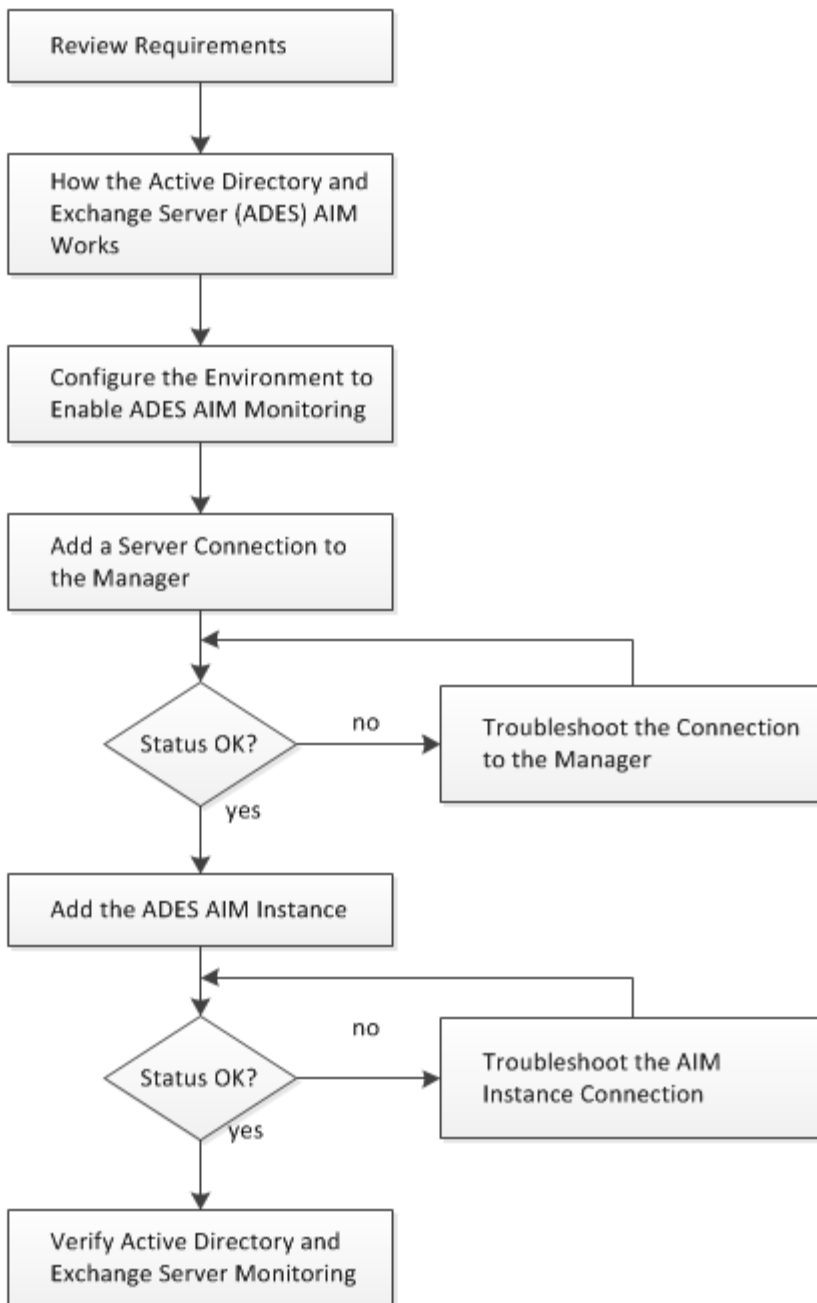 Review Requirements
How the Active Directory and
Exchange Server (ADES) AIM
Works
Configure the Environment to
Enable ADES AIM Monitoring
Add a Server Connection to
the Manager
Status OK?
no
Troubleshoot the Connection
to the Manager
yes
Add the ADES AIM Instance
Status OK?
no
Troubleshoot the AIM
Instance Connection
yes
Verify Active Directory and
Exchange Server Monitoring